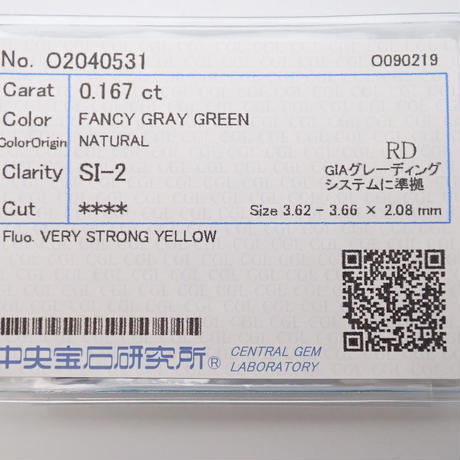 No. O2040531 O090219
Carat 0.167 ct
Color FANCY GRAY GREEN
ColorOrigin NATURAL
RD
Clarity SI-2 GIAグレーディング
システムに準拠
Cut **** Size 3.62 - 3.66 × 2.08 mm
Fluo. VERY STRONG YELLOW
中央宝石研究所® CENTRAL GEM
LABORATORY